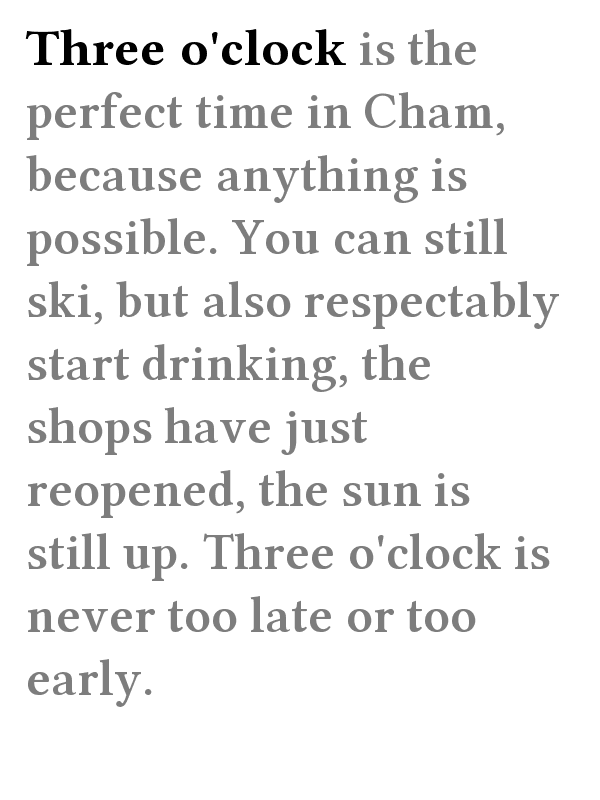 Three o'clock is the
perfect time in Cham,
because anything is
possible. You can still
ski, but also respectably
start drinking, the
shops have just
reopened, the sun is
still up. Three o'clock is
never too late or too
early.